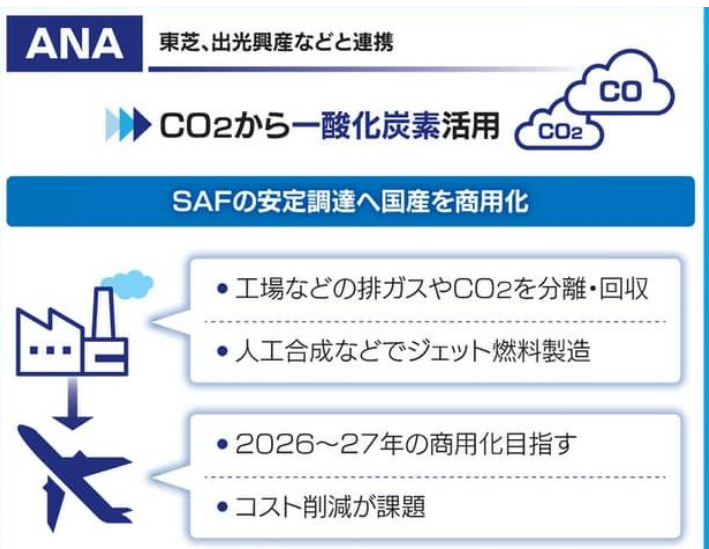 ANA
東芝、出光興産などと連携
CO2から一酸化炭素活用
CO
CO2
SAFの安定調達へ国産を商用化
•工場などの排ガスやCO2を分離・回収
•人工合成などでジェット燃料製造
•2026〜27年の商用化目指す
•コスト削減が課題